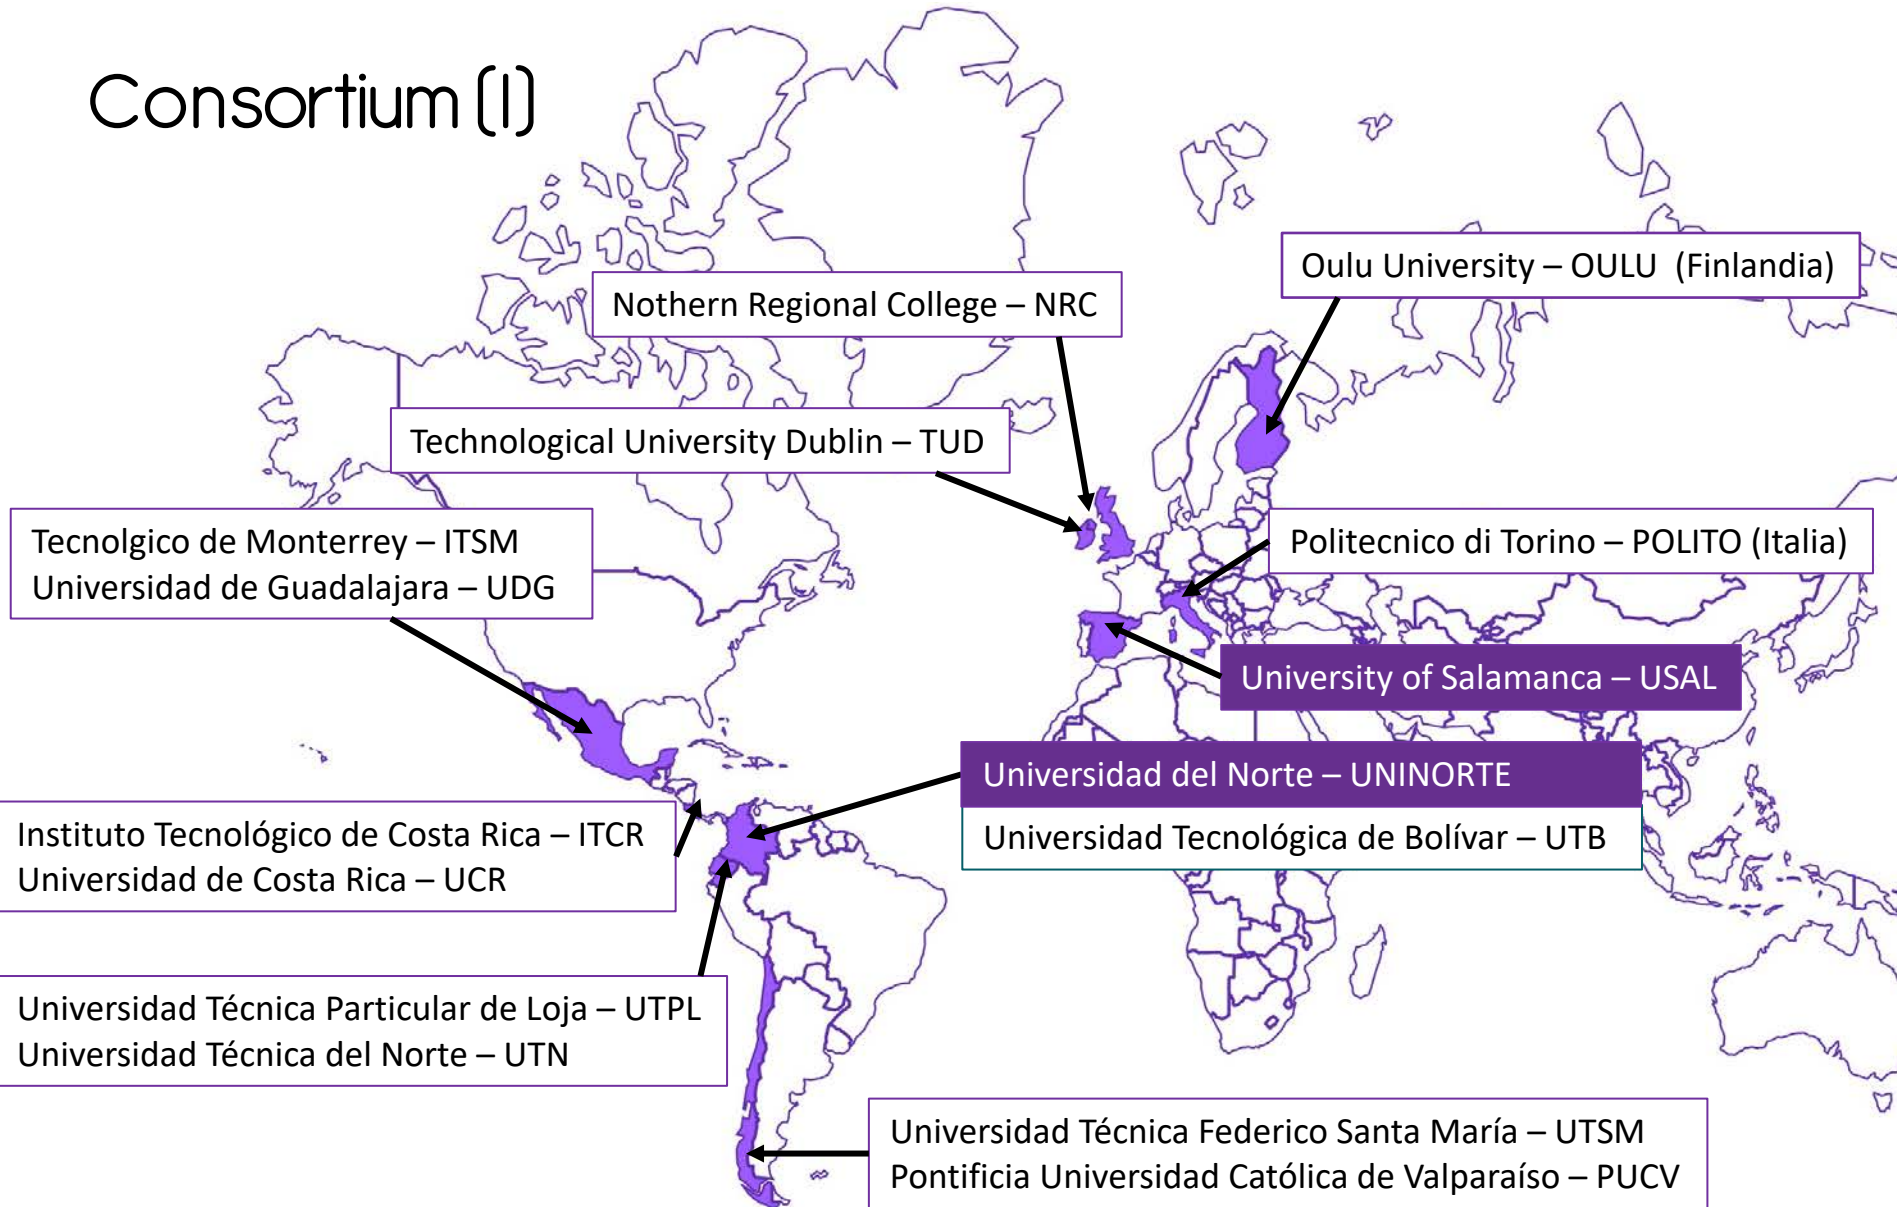 Consortium (I)
Oulu University – OULU (Finlandia)
Nothern Regional College – NRC
Technological University Dublin – TUD
Tecnolgico de Monterrey – ITSM
Universidad de Guadalajara – UDG
Politecnico di Torino – POLITO (Italia)
University of Salamanca – USAL
Universidad del Norte – UNINORTE
Universidad Tecnológica de Bolívar – UTB
Instituto Tecnológico de Costa Rica – ITCR
Universidad de Costa Rica – UCR
Universidad Técnica Particular de Loja – UTPL
Universidad Técnica del Norte – UTN
Universidad Técnica Federico Santa María – UTSM
Pontificia Universidad Católica de Valparaíso – PUCV